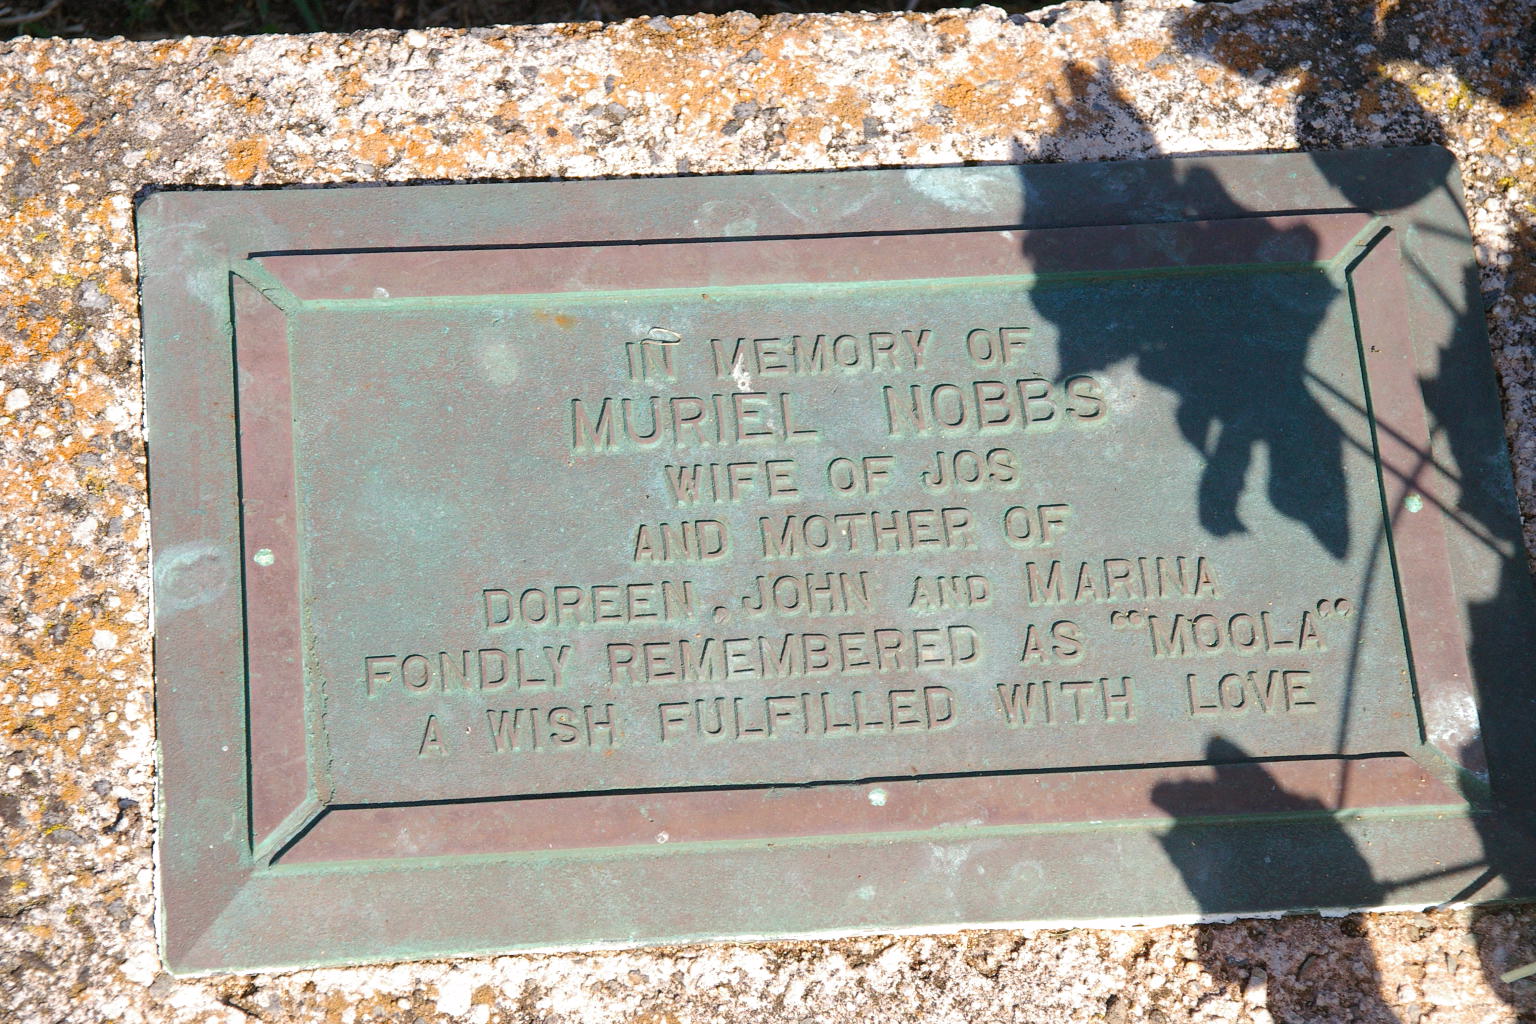 IN MEMORY OF
MURIEL NOBBS
WIFE OF JOS
AND MOTHER OF
DOREEN, JOHN AND MARINA
FONDLY REMEMBERED AS "MOOLA"
A WISH FULFILLED WITH LOVE